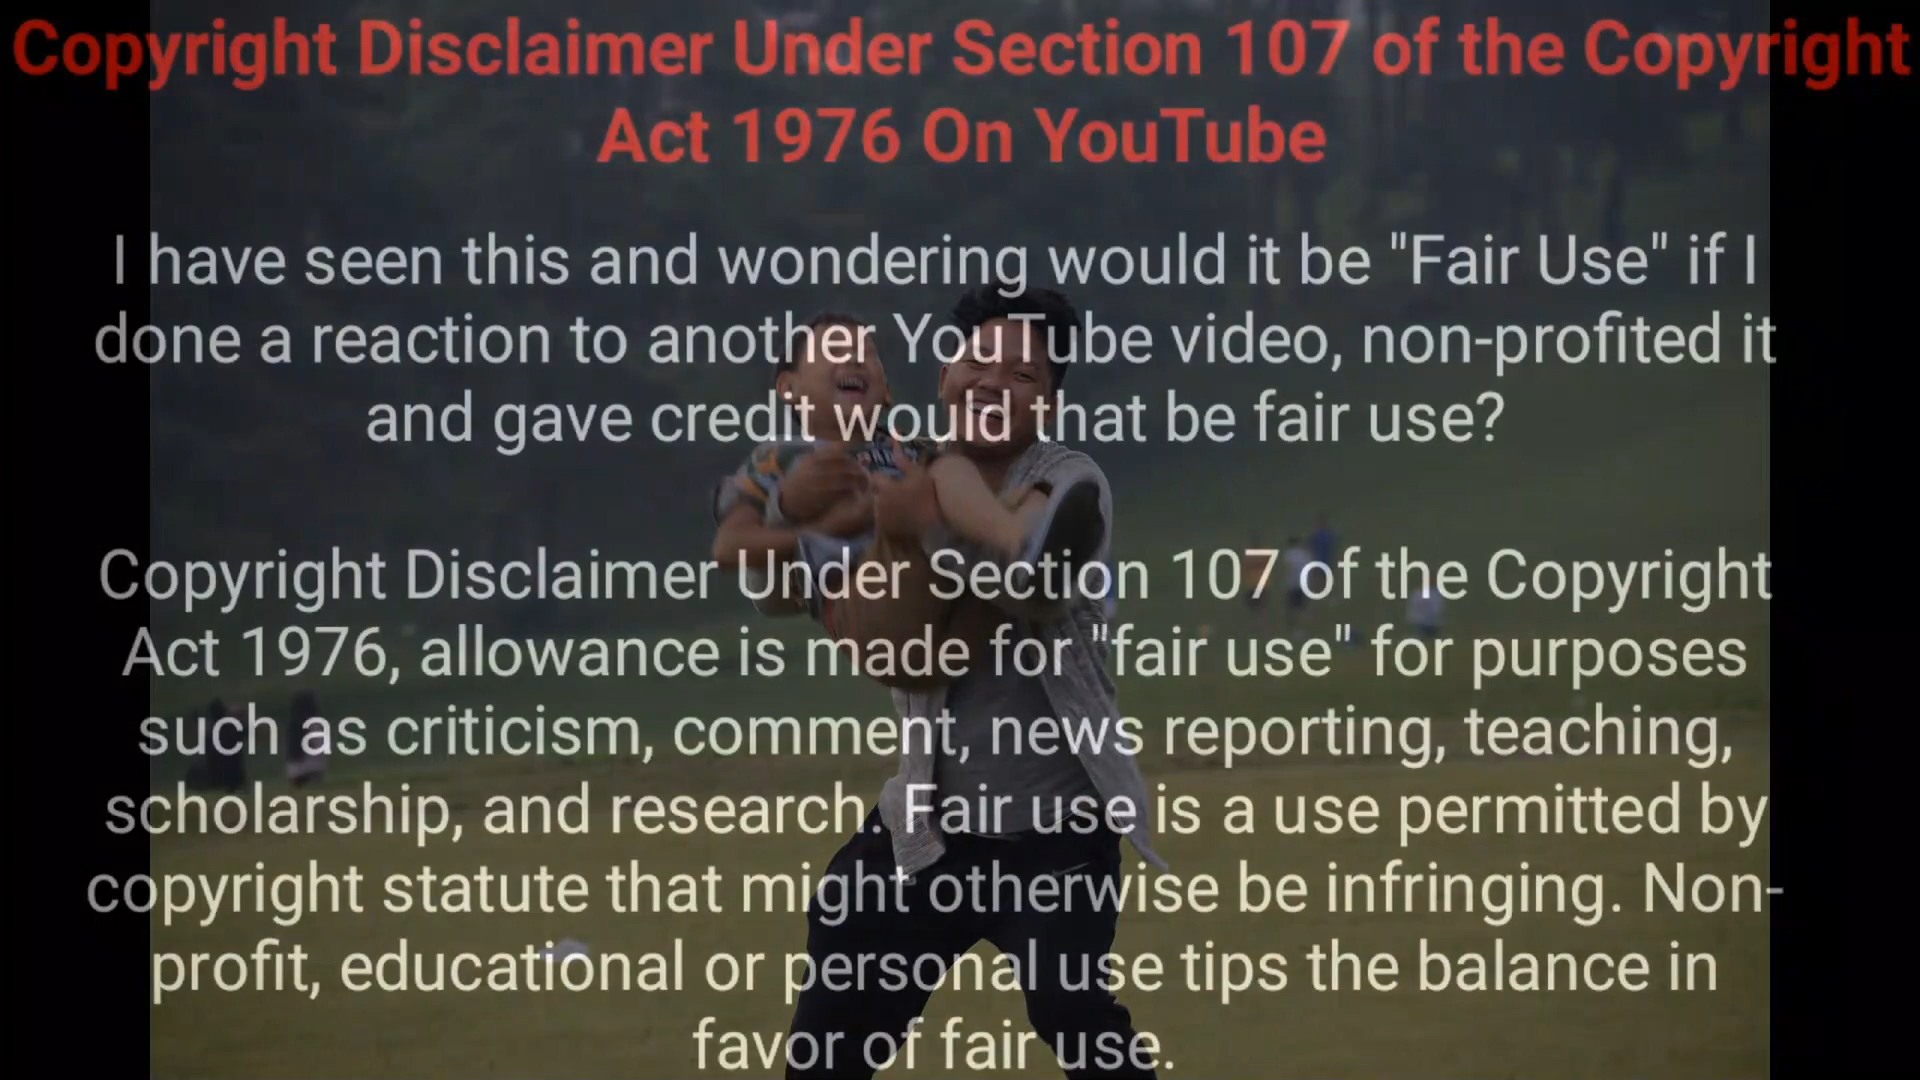 Copyright Disclaimer Under Section 107 of the Copyright
Act 1976 On YouTube
I have seen this and wondering would it be "Fair Use" if I
done a reaction to another YouTube video, non-profited it
and gave credit would that be fair use?
Copyright Disclaimer Under Section 107 of the Copyright
Act 1976, allowance is made for "fair use" for purposes
such as criticism, comment, news reporting, teaching,
scholarship, and research. Fair use is a use permitted by
copyright statute that might otherwise be infringing. Non-
profit, educational or personal use tips the balance in
favor of fair use.